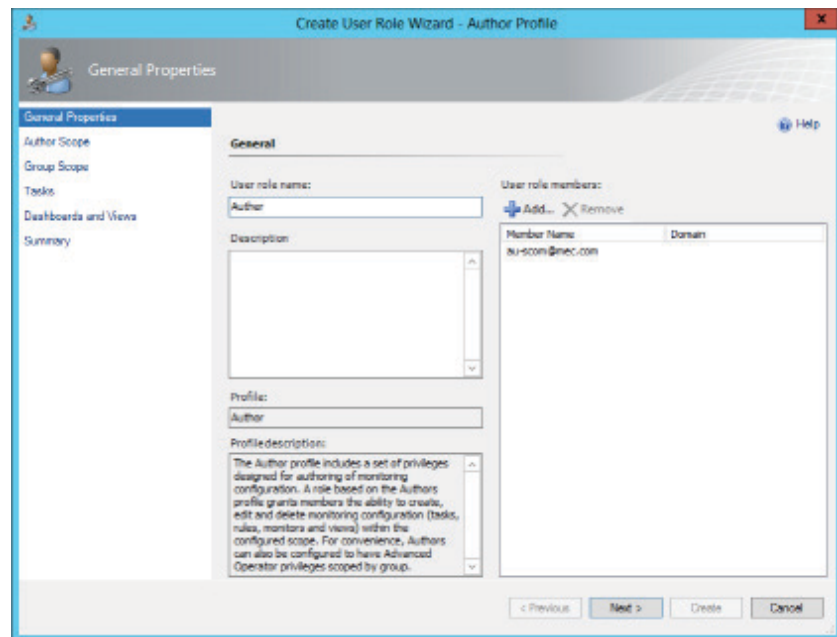 Create User Role Wizard - Author Profile
x
General Properties
General Properties
Author Scope
Group Scope
Tasks
Dashboards and Views
Summary
Help
General
User role name:
Auther
Description
Profile:
Author
Profile description:
The Author profile includes a set of privileges
designed for authoring of monitoring
configuration. A role based on the Authors
profile grants members the ability to create,
edit and delete monitoring configuration (tasks,
rules, monitors and views) within the
configured scope. For convenience, Authors
can also be configured to have Advanced
Operator privileges scoped by group.
User role members:
Add... Remove
Member Name Domain
au-scom@mec.com
< Previous Next > Create Cancel